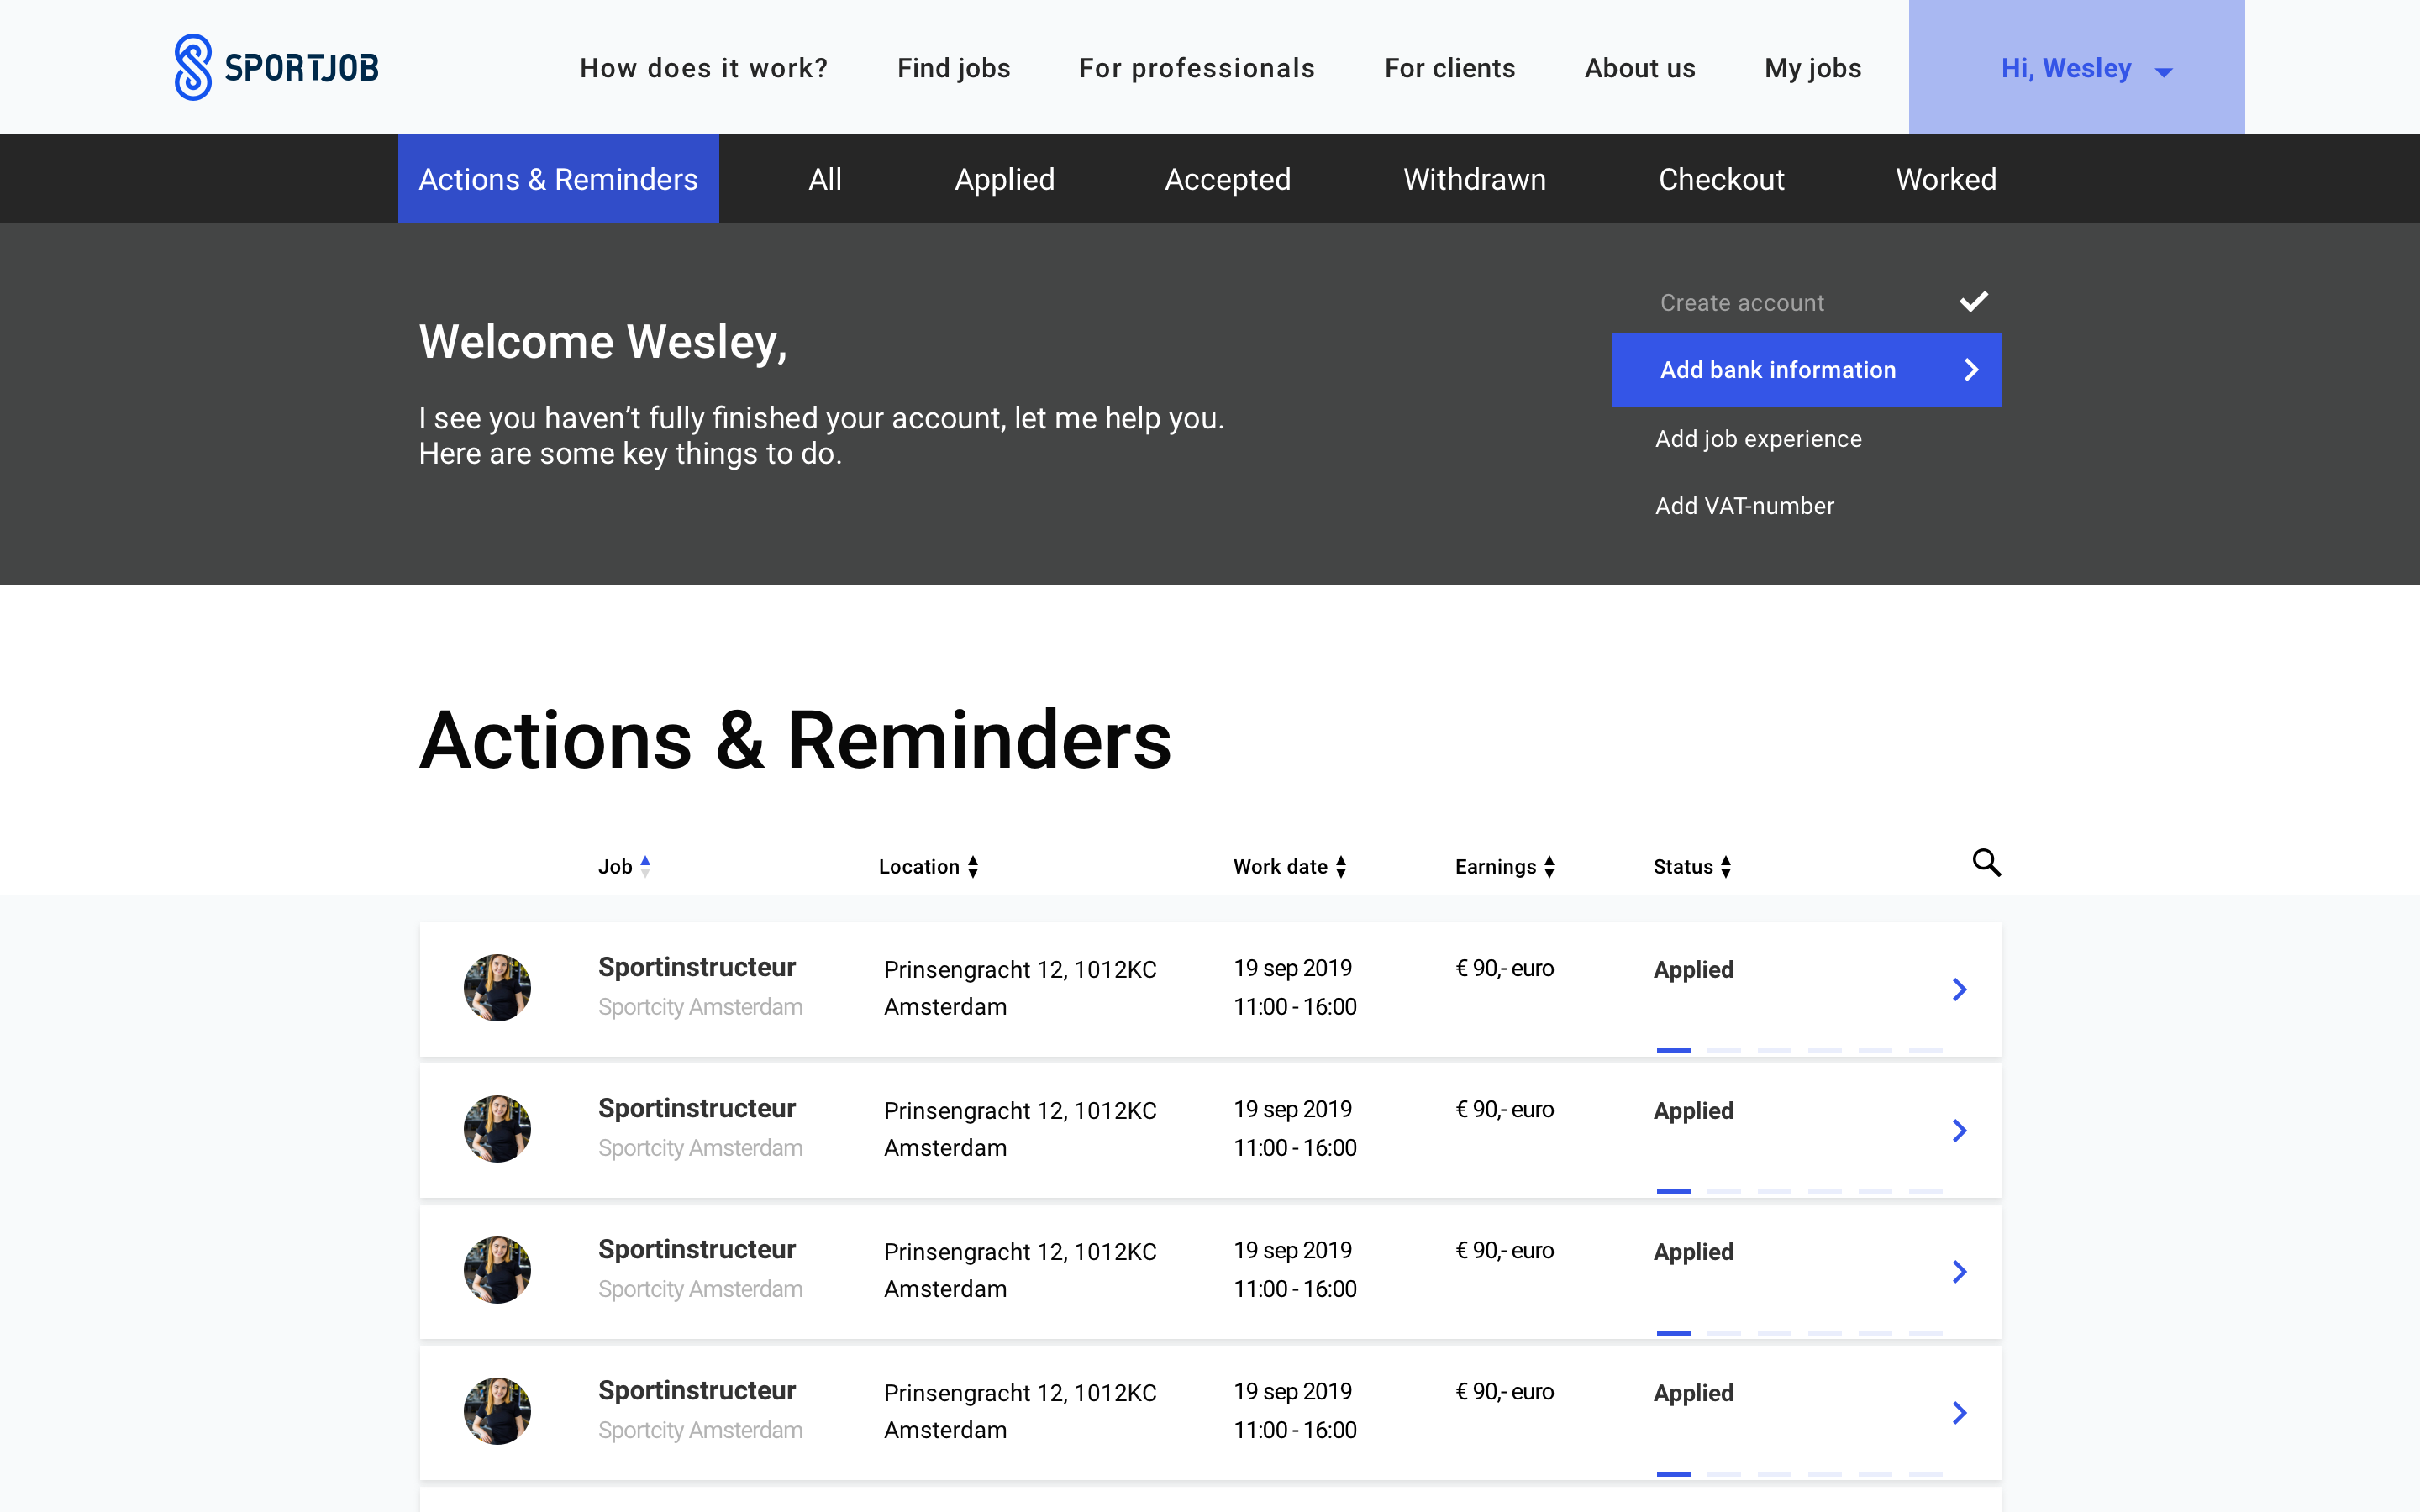 SPORTJOB
How does it work? Find jobs For professionals For clients About us My jobs Hi, Wesley
Actions & Reminders All Applied Accepted Withdrawn Checkout Worked
Create account
Welcome Wesley,
Add bank information
I see you haven’t fully finished your account, let me help you.
Add job experience
Here are some key things to do.
Add VAT-number
Actions & Reminders
Job Location Work date Earnings Status
Sportinstructeur Prinsengracht 12, 1012KC 19 sep 2019 € 90,- euro Applied
Sportcity Amsterdam Amsterdam 11:00 - 16:00
Sportinstructeur Prinsengracht 12, 1012KC 19 sep 2019 € 90,- euro Applied
Sportcity Amsterdam Amsterdam 11:00 - 16:00
Sportinstructeur Prinsengracht 12, 1012KC 19 sep 2019 € 90,- euro Applied
Sportcity Amsterdam Amsterdam 11:00 - 16:00
Sportinstructeur Prinsengracht 12, 1012KC 19 sep 2019 € 90,- euro Applied
Sportcity Amsterdam Amsterdam 11:00 - 16:00